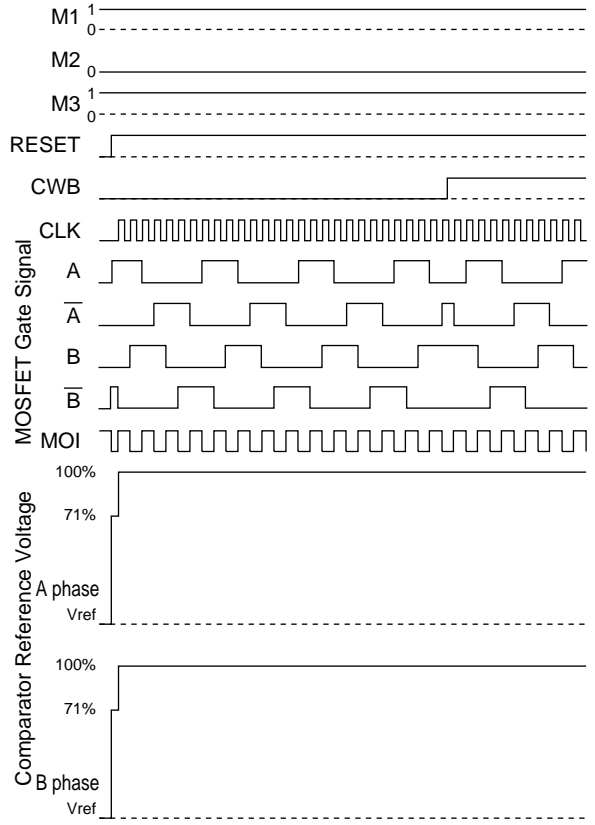 M1 1
0
M2
0
M3 1
0
RESET
CWB
CLK
MOSFET Gate Signal
A
A̅
B
B̅
MOI
Comparator Reference Voltage
100%
71%
A phase
Vref
100%
71%
B phase
Vref